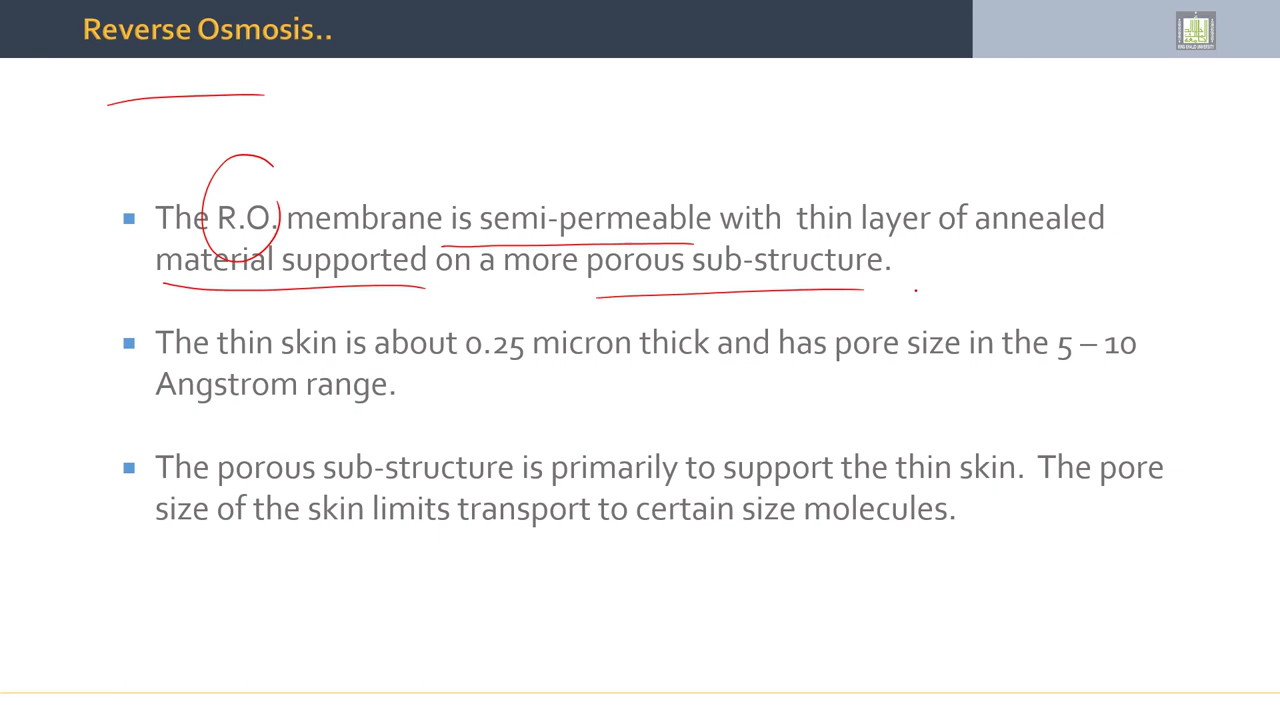 Reverse Osmosis..
KING KHALID UNIVERSITY
The R.O. membrane is semi-permeable with thin layer of annealed
material supported on a more porous sub-structure.
The thin skin is about 0.25 micron thick and has pore size in the 5 – 10
Angstrom range.
The porous sub-structure is primarily to support the thin skin. The pore
size of the skin limits transport to certain size molecules.